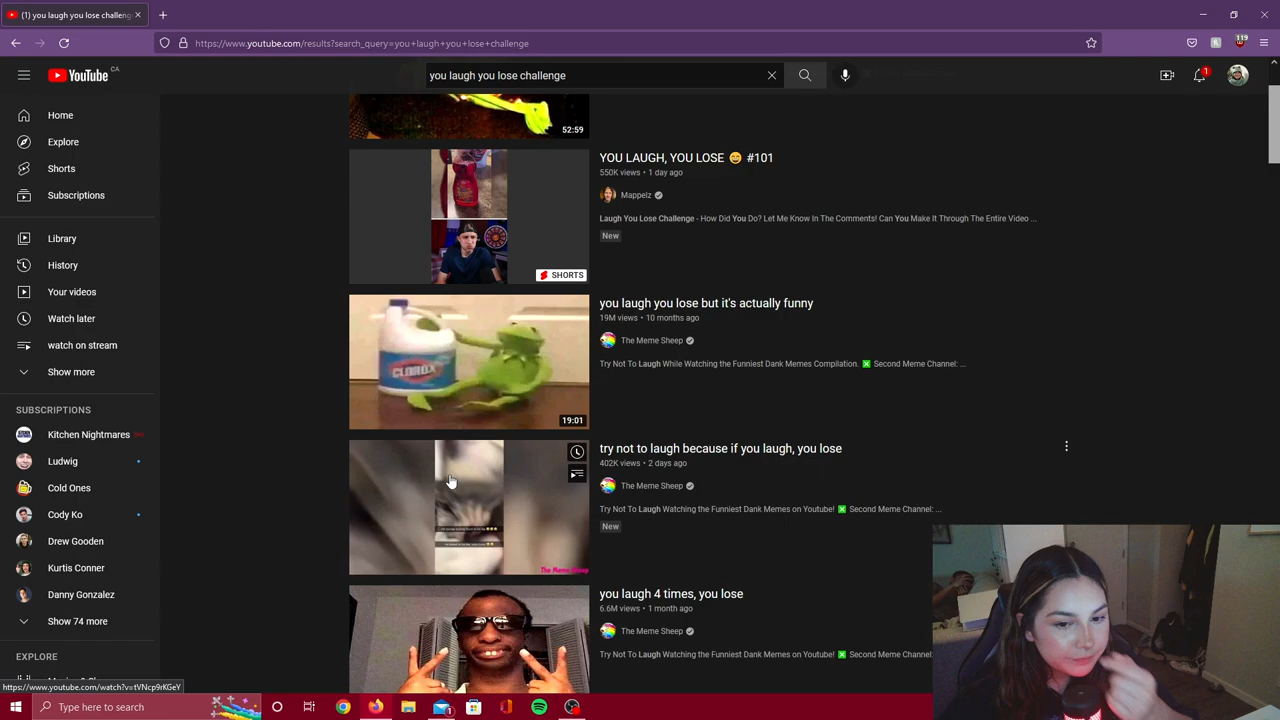 (1) you laugh you lose challeng
https://www.youtube.com/results?search_query=you+laugh+you+lose+challenge
119
YouTube CA
you laugh you lose challenge
1
Home
Explore
Shorts
Subscriptions
Library
History
Your videos
Watch later
watch on stream
Show more
SUBSCRIPTIONS
Kitchen Nightmares
Ludwig
Cold Ones
Cody Ko
Drew Gooden
Kurtis Conner
Danny Gonzalez
Show 74 more
EXPLORE
52:59
SHORTS
YOU LAUGH, YOU LOSE 😄 #101
550K views • 1 day ago
Mappelz
Laugh You Lose Challenge - How Did You Do? Let Me Know In The Comments! Can You Make It Through The Entire Video ...
New
CLOROX
19:01
you laugh you lose but it's actually funny
19M views • 10 months ago
The Meme Sheep
Try Not To Laugh While Watching the Funniest Dank Memes Compilation. ❎ Second Meme Channel: ...
The Meme Sheep
try not to laugh because if you laugh, you lose
402K views • 2 days ago
The Meme Sheep
Try Not To Laugh Watching the Funniest Dank Memes on Youtube! ❎ Second Meme Channel: ...
New
you laugh 4 times, you lose
6.6M views • 1 month ago
The Meme Sheep
Try Not To Laugh Watching the Funniest Dank Memes on Youtube! ❎ Second Meme Channel:
https://www.youtube.com/watch?v=tVNcp9rKGeY
Type here to search
1